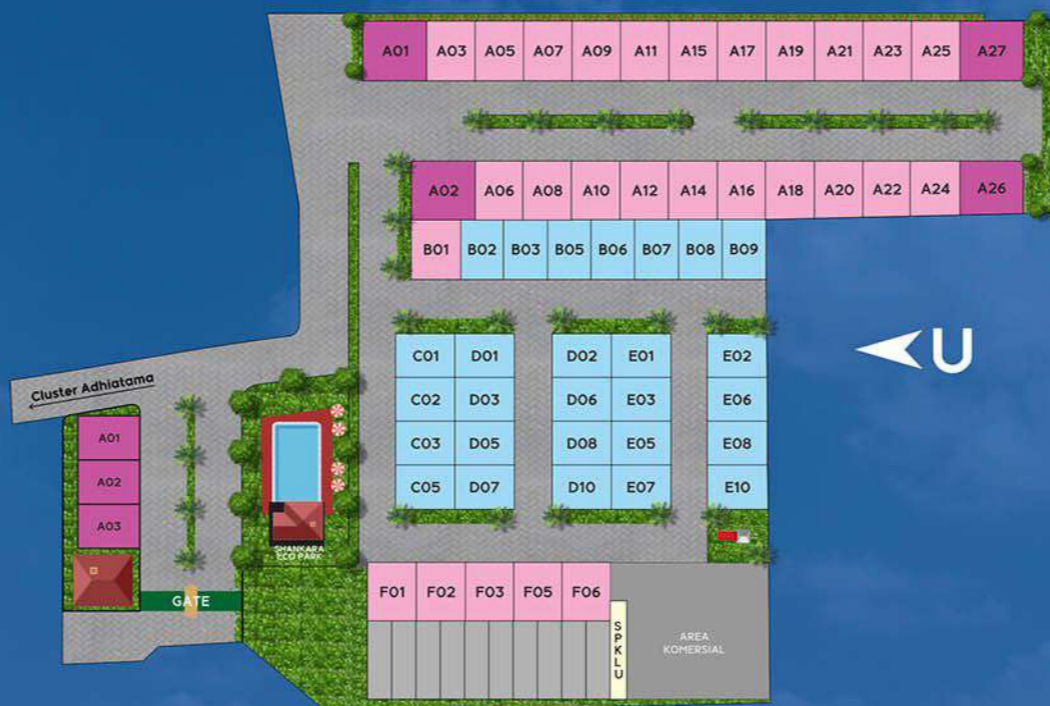 A01 A03 A05 A07 A09 A11 A15 A17 A19 A21 A23 A25 A27
A02 A06 A08 A10 A12 A14 A16 A18 A20 A22 A24 A26
B01 B02 B03 B05 B06 B07 B08 B09
U
C01 D01 D02 E01 E02
Cluster Adhiatama
C02 D03 D06 E03 E06
A01
C03 D05 D08 E05 E08
A02
C05 D07 D10 E07 E10
A03
SHANKARA
ECO PARK
F01 F02 F03 F05 F06
GATE
SPKLU
AREA
KOMERSIAL